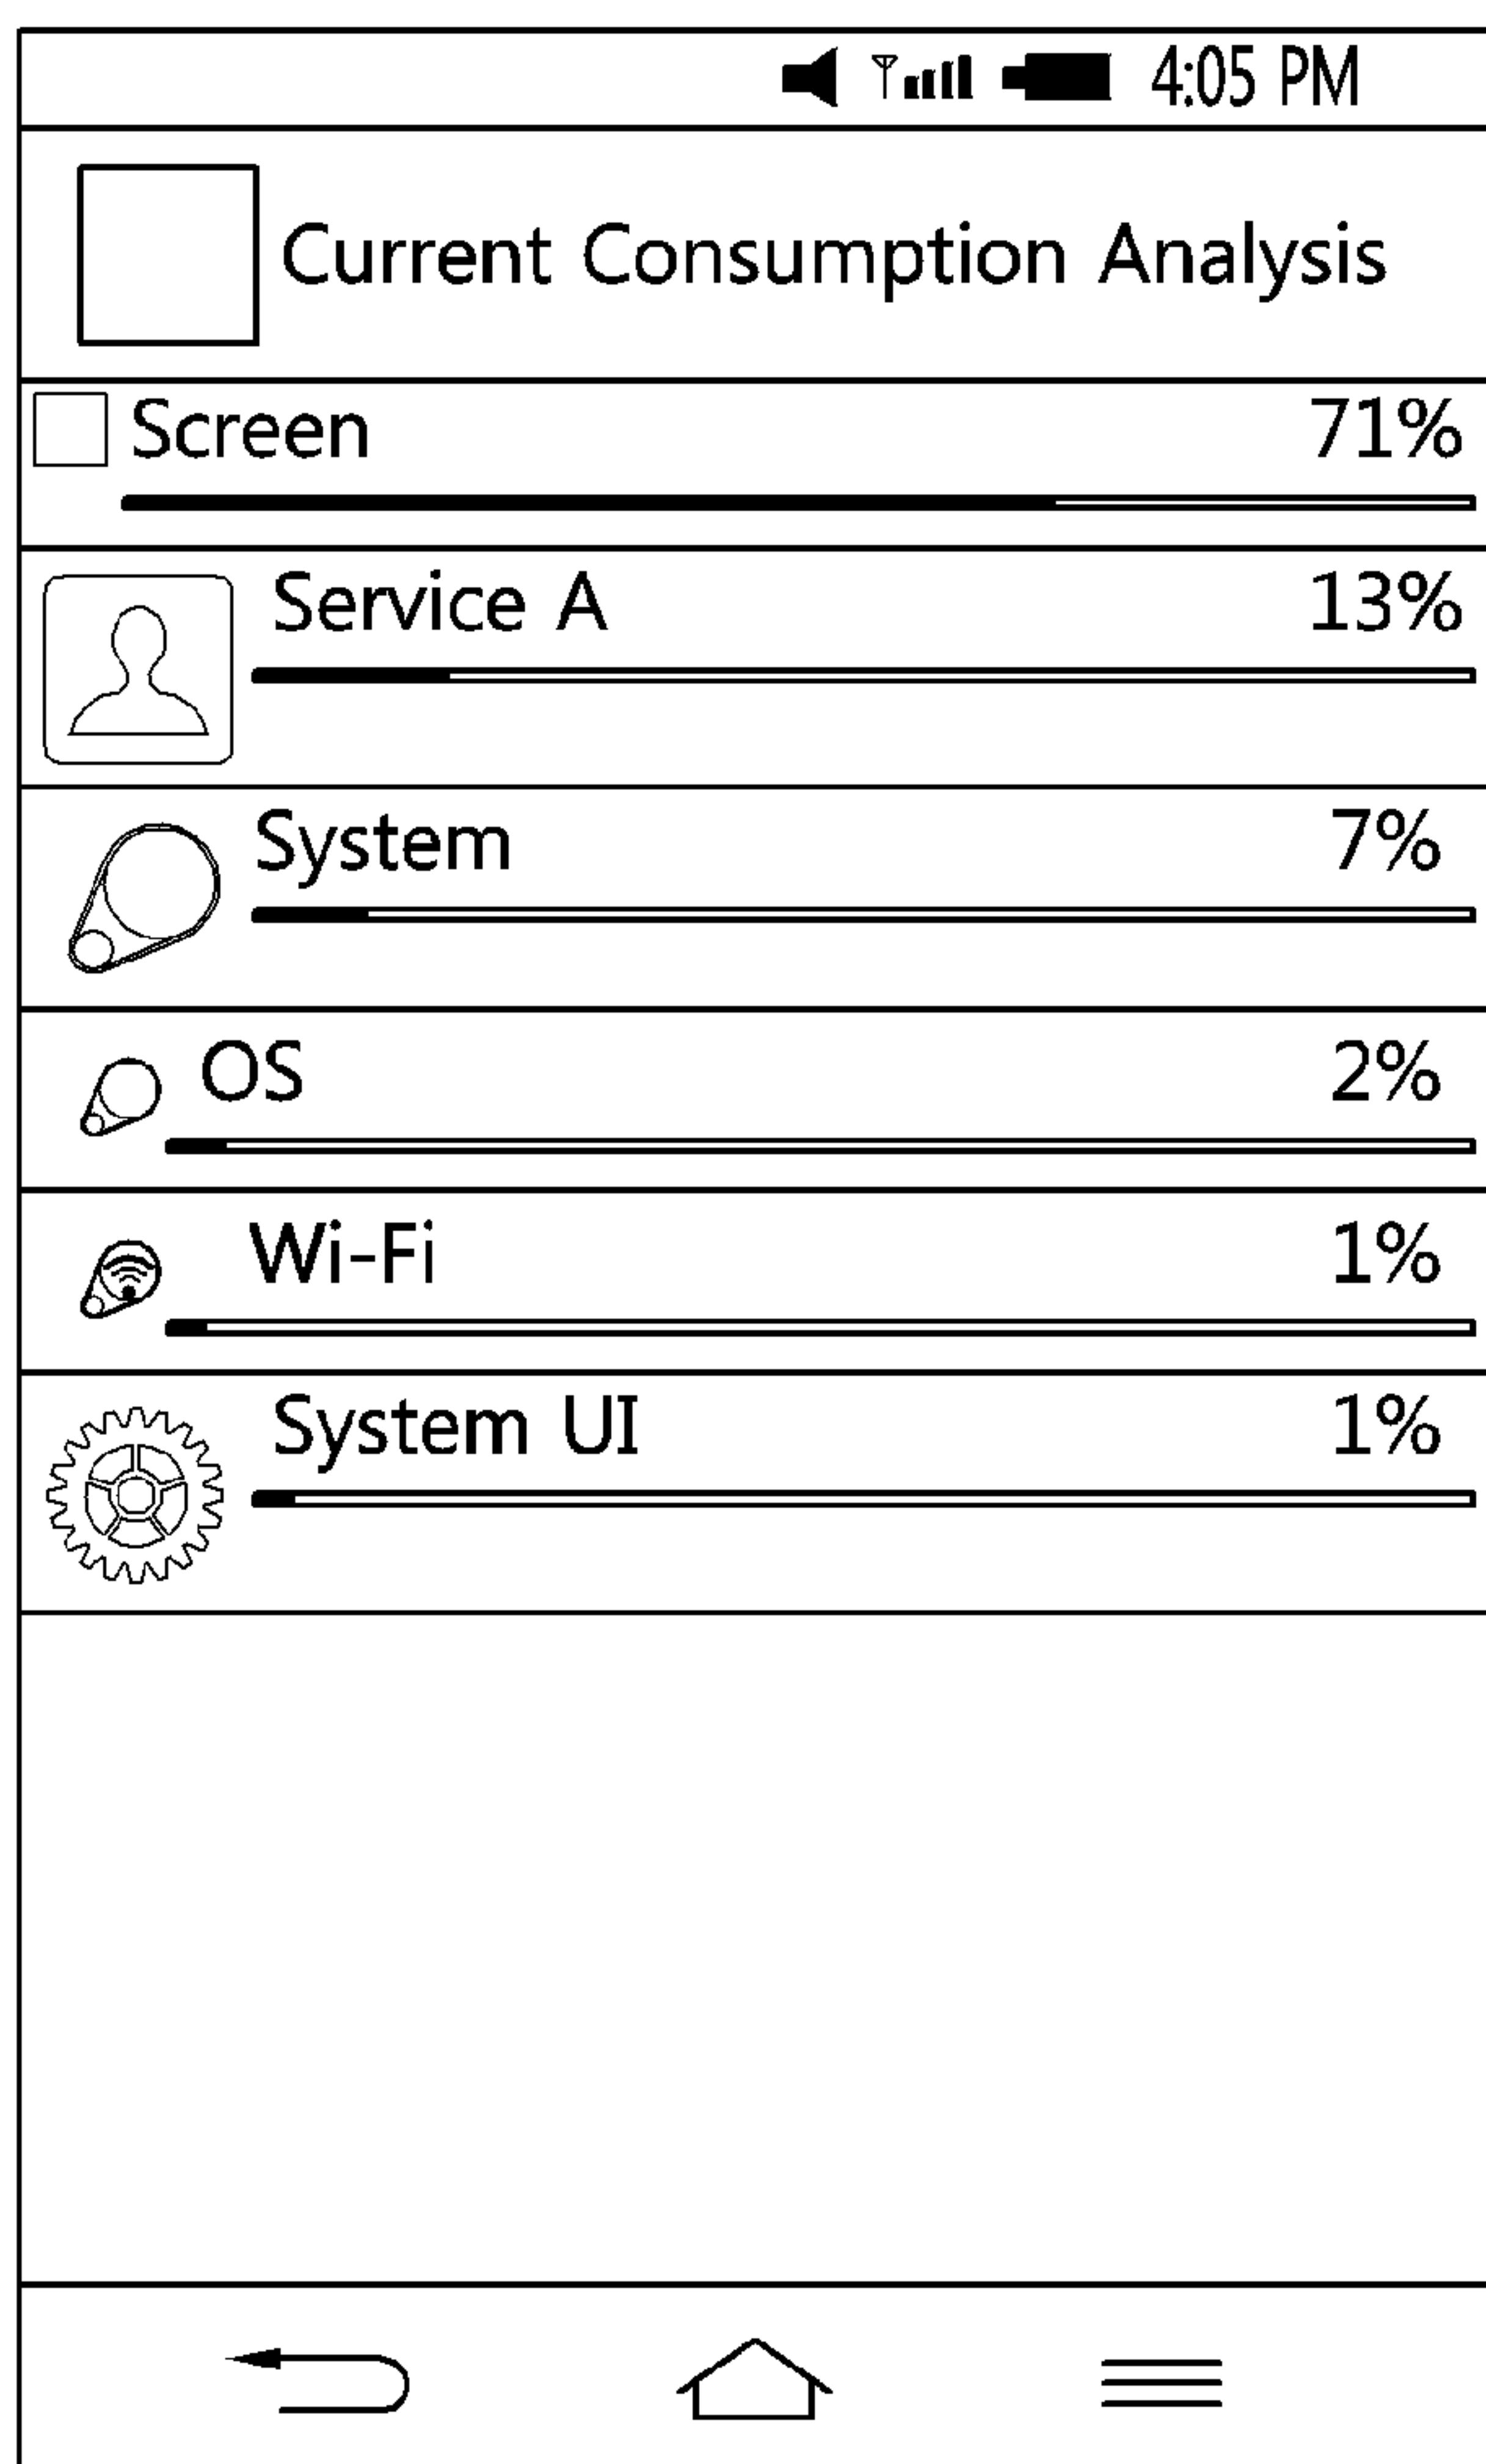 4:05 PM
Current Consumption Analysis
Screen 71%
Service A 13%
System 7%
OS 2%
Wi-Fi 1%
System UI 1%